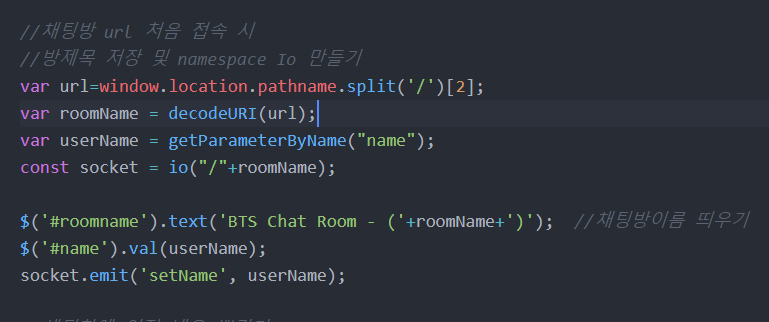 //채팅방 url 처음 접속 시
//방제목 저장 및 namespace Io 만들기
var url=window.location.pathname.split('/')[2];
var roomName = decodeURI(url);
var userName = getParameterByName("name");
const socket = io("/"+roomName);
$('#roomname').text('BTS Chat Room - ('+roomName+')');  //채팅방이름 띄우기
$('#name').val(userName);
socket.emit('setName', userName);